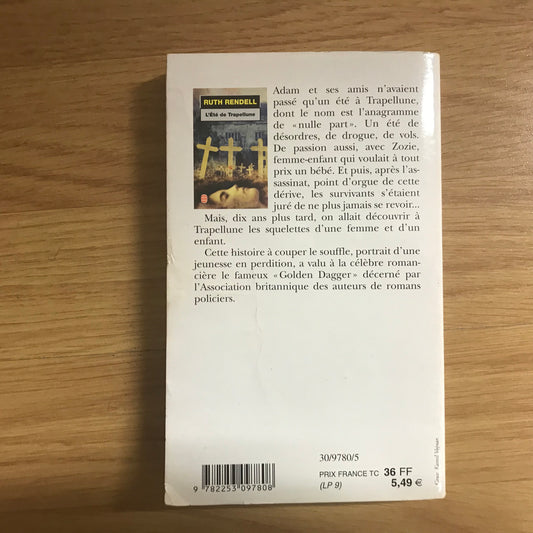 RUTH RENDELL
L'Été de Trapellune
Adam et ses amis n'avaient
passé qu'un été à Trapellune,
dont le nom est l'anagramme
de « nulle part ». Un été de
désordres, de drogue, de vols.
De passion aussi, avec Zozie,
femme-enfant qui voulait à tout
prix un bébé. Et puis, après l'as-
sassinat, point d'orgue de cette
dérive, les survivants s'étaient
juré de ne plus jamais se revoir...
Mais, dix ans plus tard, on allait découvrir à
Trapellune les squelettes d'une femme et d'un
enfant.
Cette histoire à couper le souffle, portrait d'une
jeunesse en perdition, a valu à la célèbre roman-
cière le fameux « Golden Dagger » décerné par
l'Association britannique des auteurs de romans
policiers.
30/9780/5
PRIX FRANCE TC 36 FF
(LP 9) 5,49 €
9 782253 097808